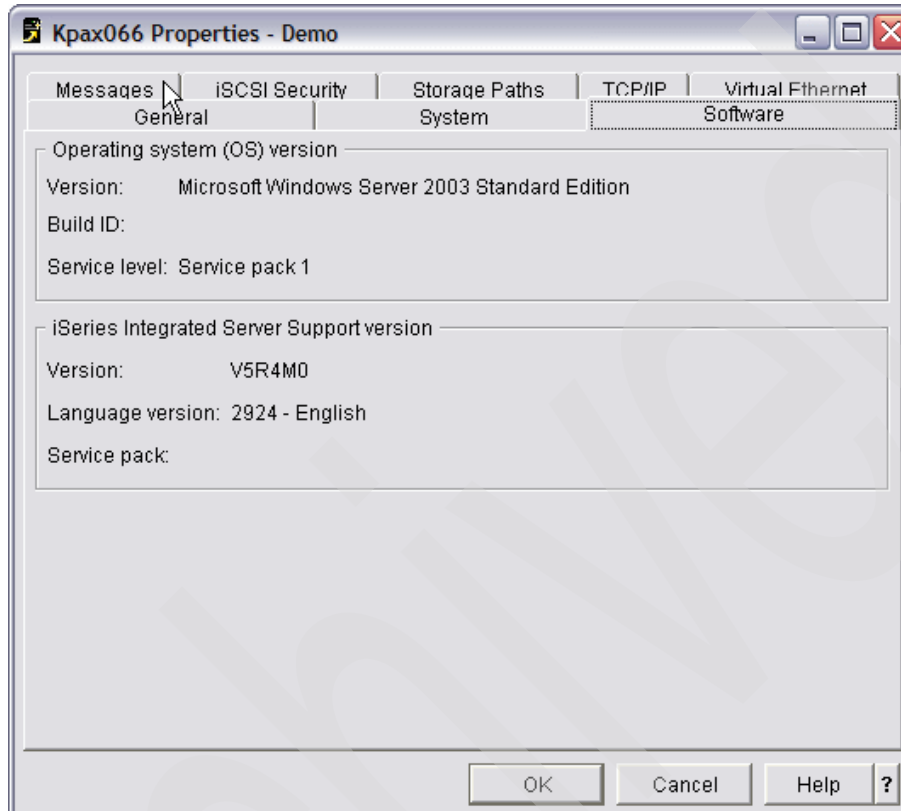 Kpax066 Properties - Demo
Messages iSCSI Security Storage Paths TCP/IP Virtual Ethernet
General System Software
Operating system (OS) version
Version: Microsoft Windows Server 2003 Standard Edition
Build ID:
Service level: Service pack 1
iSeries Integrated Server Support version
Version: V5R4M0
Language version: 2924 - English
Service pack:
OK Cancel Help ?